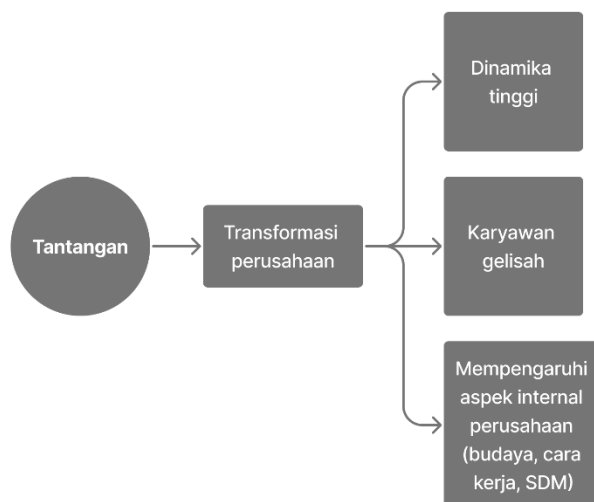 Tantangan
Transformasi
perusahaan
Dinamika
tinggi
Karyawan
gelisah
Mempengaruhi
aspek internal
perusahaan
(budaya, cara
kerja, SDM)